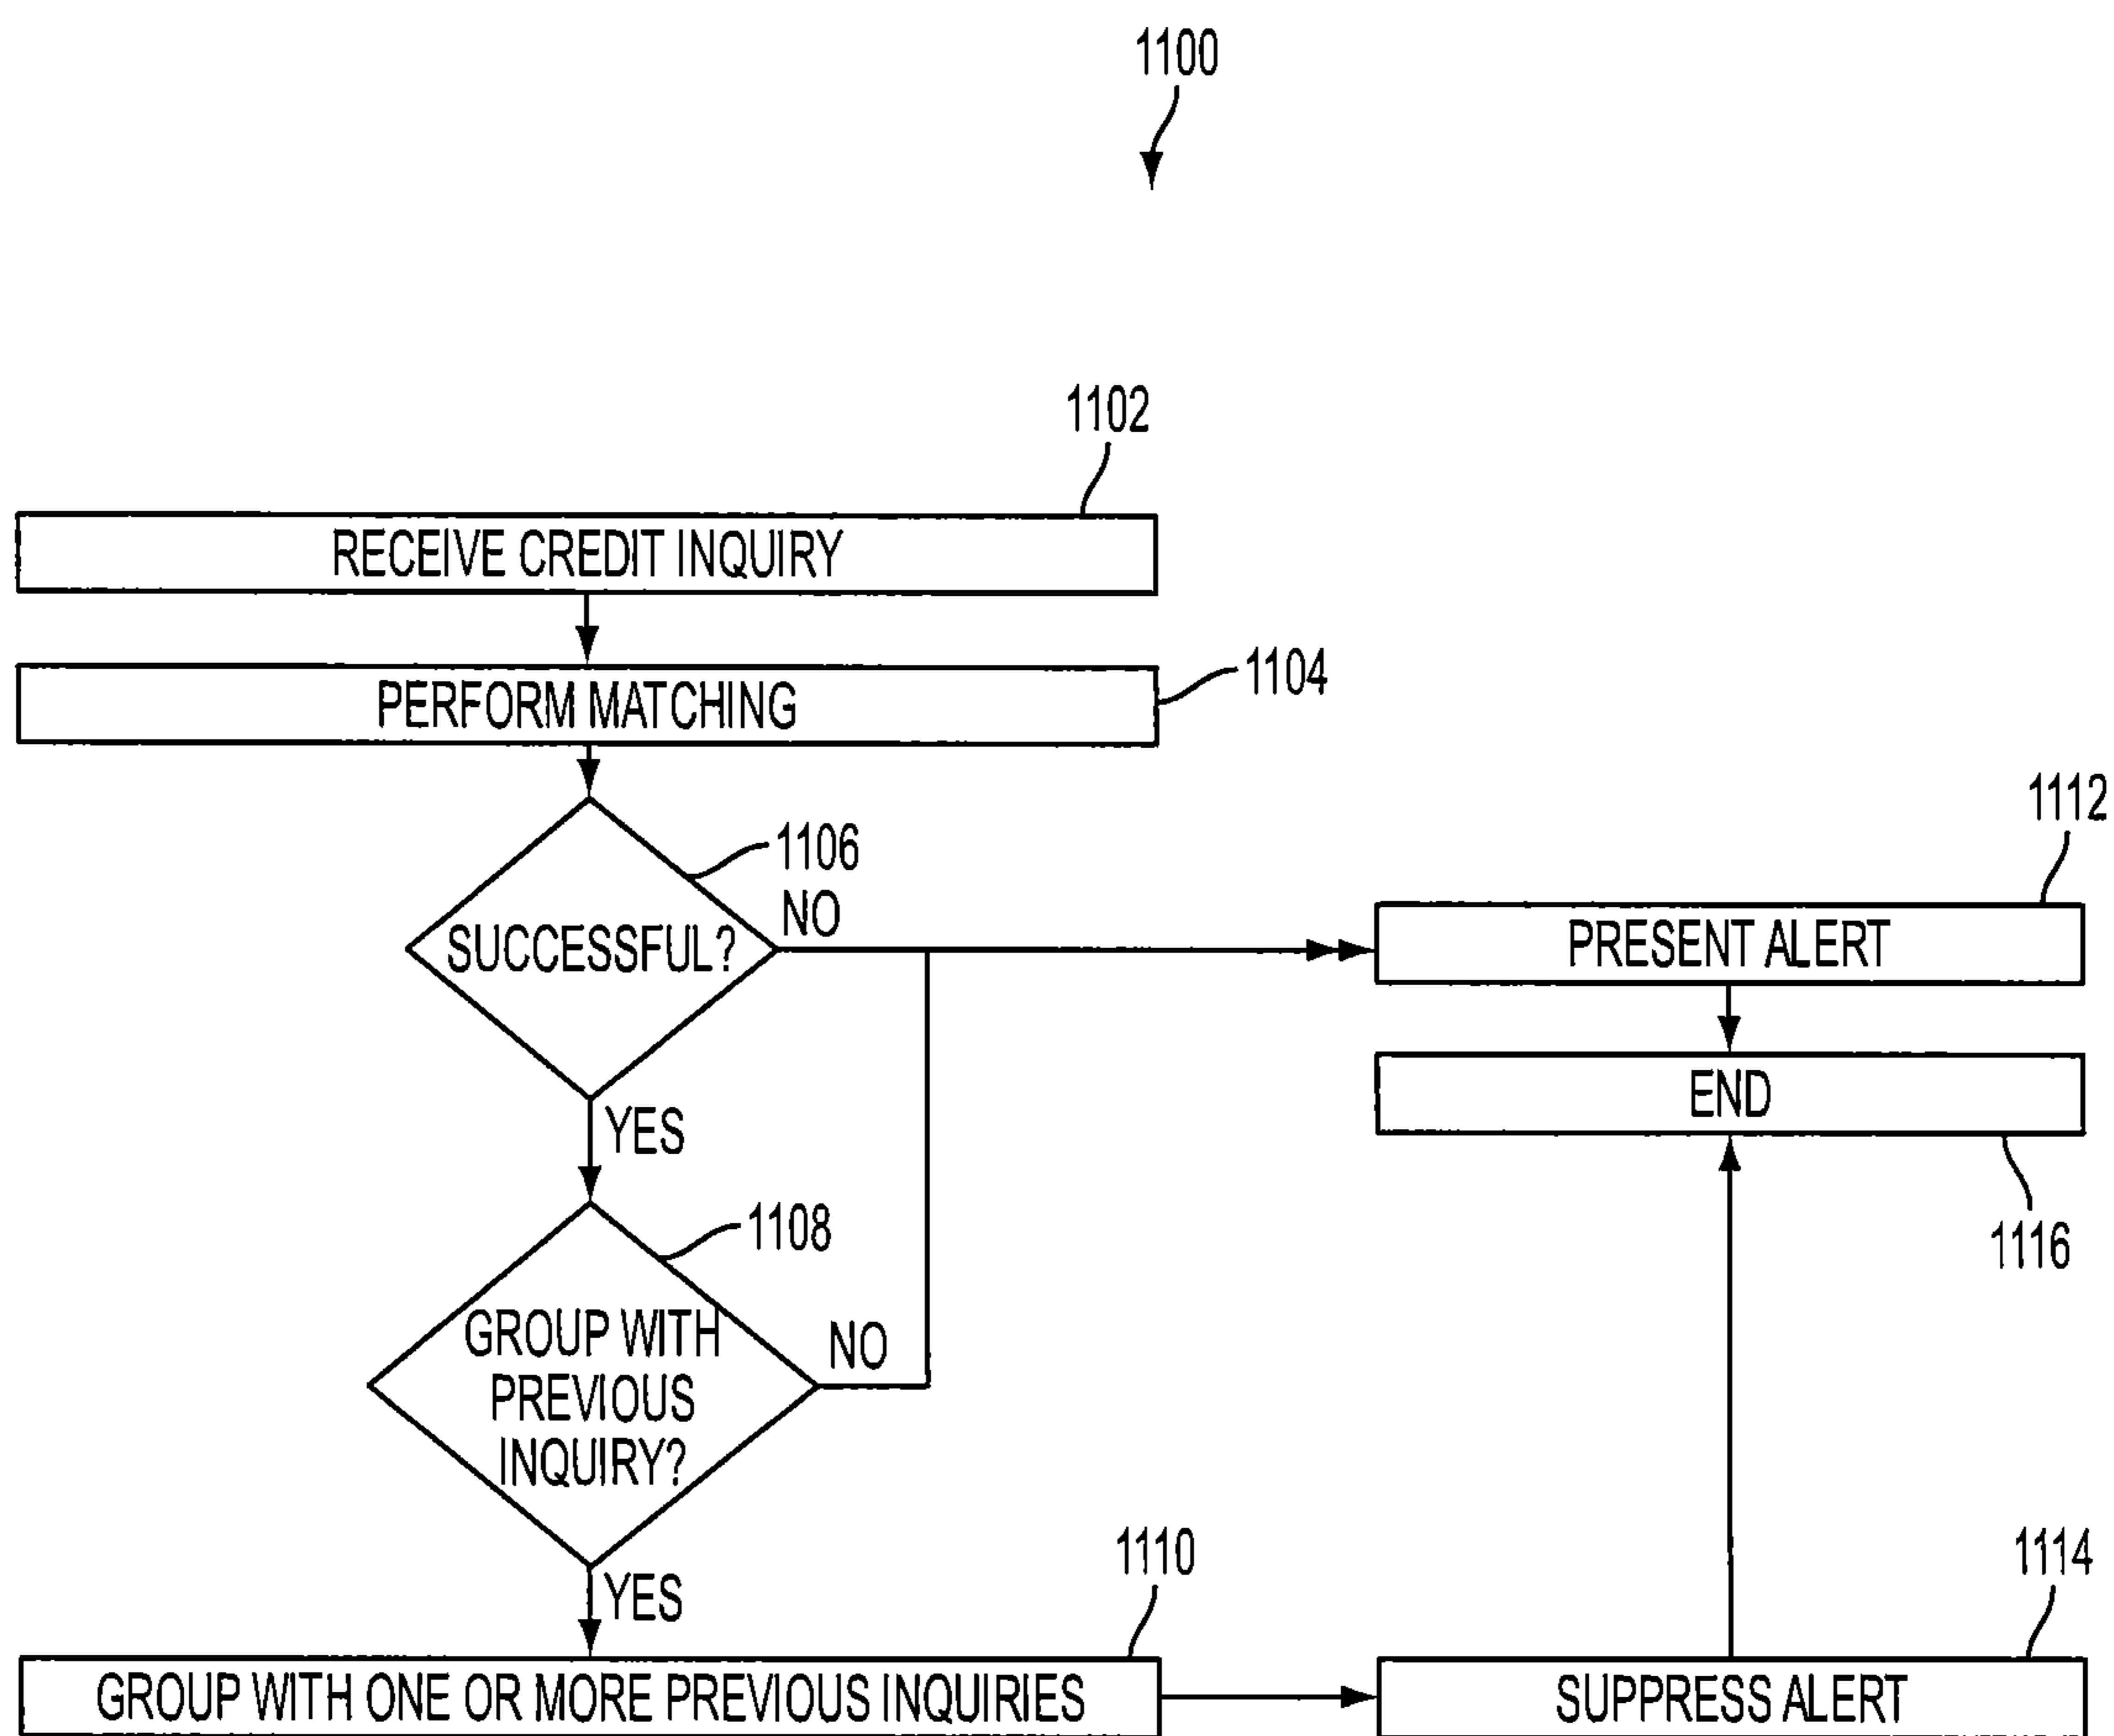 1100
1102
RECEIVE CREDIT INQUIRY
PERFORM MATCHING
1104
1106
NO
SUCCESSFUL?
YES
1112
PRESENT ALERT
END
1116
1108
GROUP WITH
PREVIOUS
INQUIRY?
NO
YES
1110
GROUP WITH ONE OR MORE PREVIOUS INQUIRIES
1114
SUPPRESS ALERT